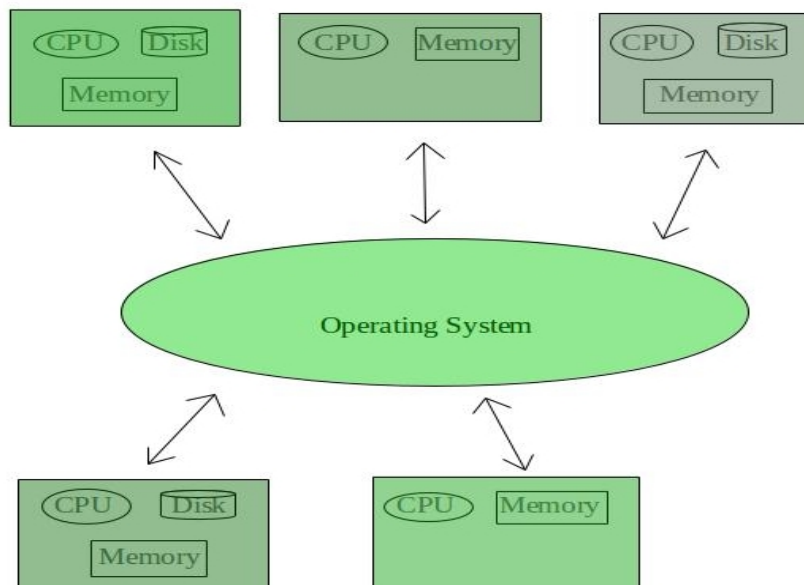 CPU Disk
Memory
CPU Memory
CPU Disk
Memory
Operating System
CPU Disk
Memory
CPU Memory